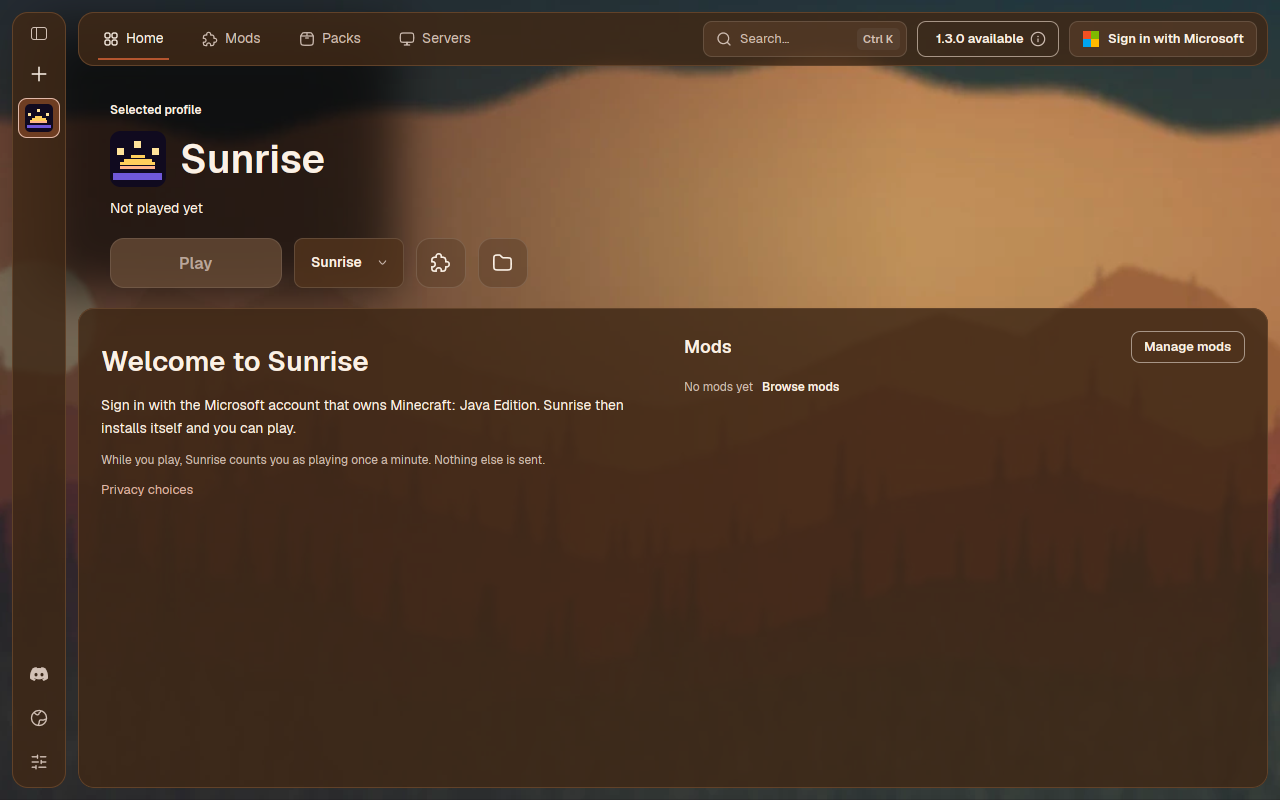 Home
Mods
Packs
Servers
Search...
Ctrl K
1.3.0 available
Sign in with Microsoft
Selected profile
Sunrise
Not played yet
Play
Sunrise
Welcome to Sunrise
Sign in with the Microsoft account that owns Minecraft: Java Edition. Sunrise then
installs itself and you can play.
While you play, Sunrise counts you as playing once a minute. Nothing else is sent.
Privacy choices
Mods
Manage mods
No mods yet Browse mods